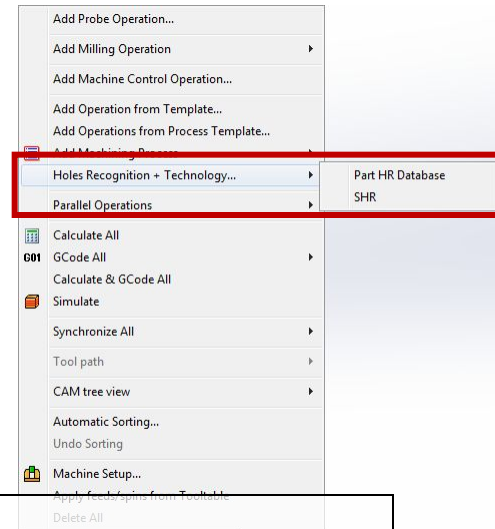 Add Probe Operation...
Add Milling Operation
Add Machine Control Operation...
Add Operation from Template...
Add Operations from Process Template...
Add Machining Process
Holes Recognition + Technology...
Part HR Database
SHR
Parallel Operations
Calculate All
G01 GCode All
Calculate & GCode All
Simulate
Synchronize All
Tool path
CAM tree view
Automatic Sorting...
Undo Sorting
Machine Setup...
Apply feeds/spins from Tooltable
Delete All